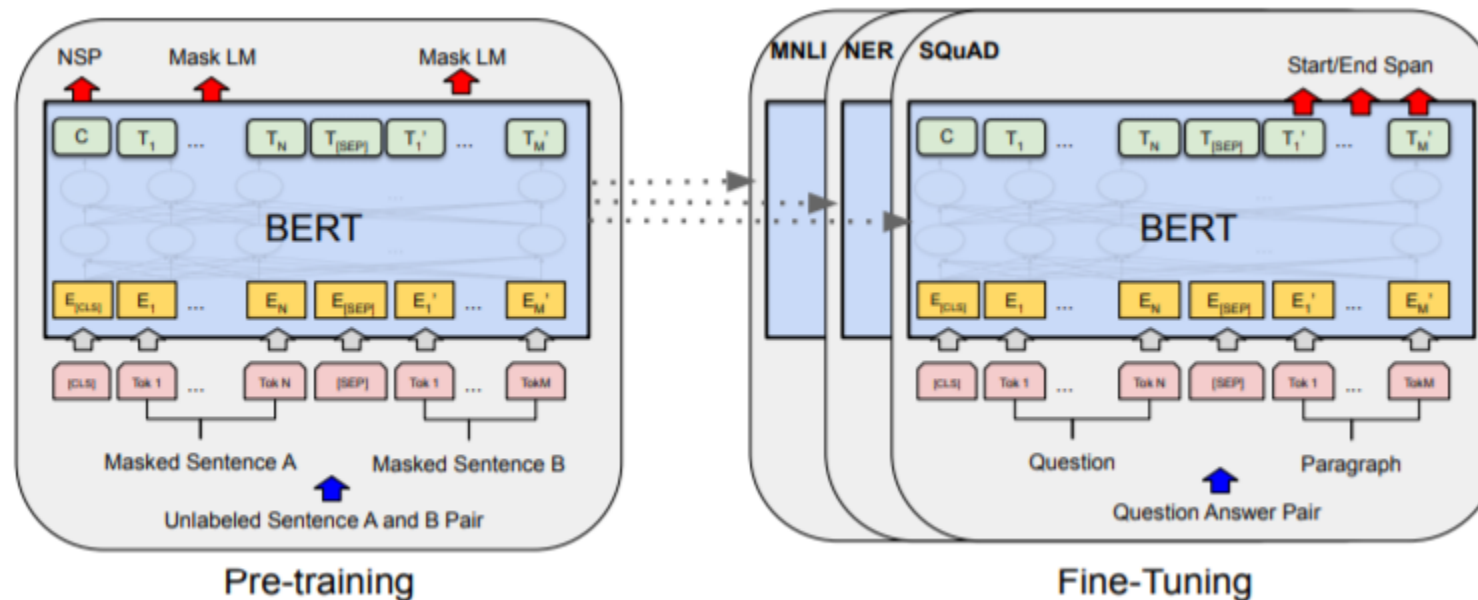 NSP Mask LM Mask LM
C T1 ... TN T[SEP] T1' ... TM'
BERT
E[CLS] E1 ... EN E[SEP] E1' ... EM'
[CLS] Tok 1 ... Tok N [SEP] Tok 1 ... TokM
Masked Sentence A Masked Sentence B
Unlabeled Sentence A and B Pair
Pre-training
MNLI NER SQuAD
Start/End Span
C T1 ... TN T[SEP] T1' ... TM'
BERT
E[CLS] E1 ... EN E[SEP] E1' ... EM'
[CLS] Tok 1 ... Tok N [SEP] Tok 1 ... TokM
Question Paragraph
Question Answer Pair
Fine-Tuning